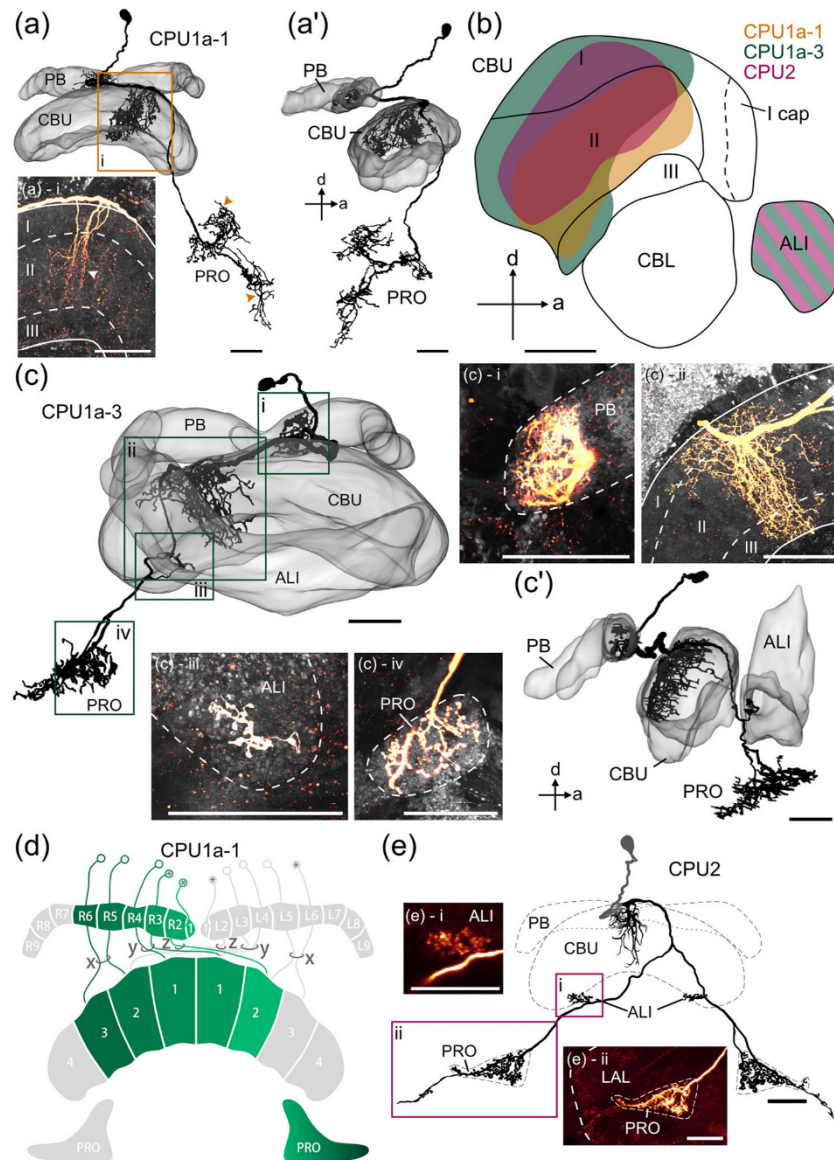 (a) CPU1a-1
PB
CBU
i
(a) - i
I
II
III
PRO
(a')
PB
CBU
d
a
PRO
(b)
CPU1a-1
CPU1a-3
CPU2
CBU
I
I cap
II
III
CBL
ALI
d
a
(c)
CPU1a-3
PB
i
ii
CBU
ALI
iii
iv
PRO
(c) - i
PB
(c) - ii
I
II
III
(c) - iii
ALI
(c) - iv
PRO
(c')
PB
ALI
CBU
d
a
PRO
(d) CPU1a-1
R9 R8 R7 R6 R5 R4 R3 R2 1 1 L2 L3 L4 L5 L6 L7 L8 L9
x y z z y x
4 3 2 1 1 2 3 4
PRO PRO
(e) CPU2
(e) - i ALI
PB
CBU
i
ALI
ii
PRO
(e) - ii
LAL
PRO